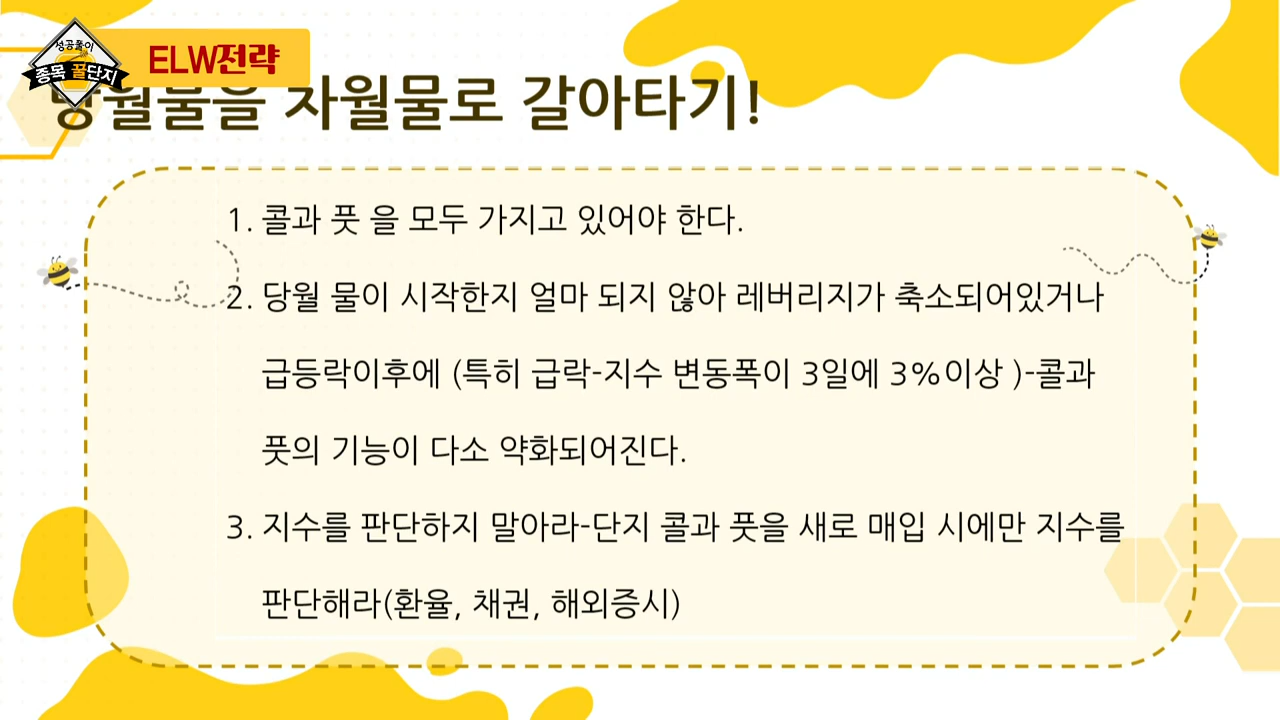 성공풀이
종목 꿀단지
ELW전략
당월물을 차월물로 갈아타기!
1. 콜과 풋 을 모두 가지고 있어야 한다.
2. 당월 물이 시작한지 얼마 되지 않아 레버리지가 축소되어있거나
급등락이후에 (특히 급락-지수 변동폭이 3일에 3%이상 )-콜과
풋의 기능이 다소 약화되어진다.
3. 지수를 판단하지 말아라-단지 콜과 풋을 새로 매입 시에만 지수를
판단해라(환율, 채권, 해외증시)